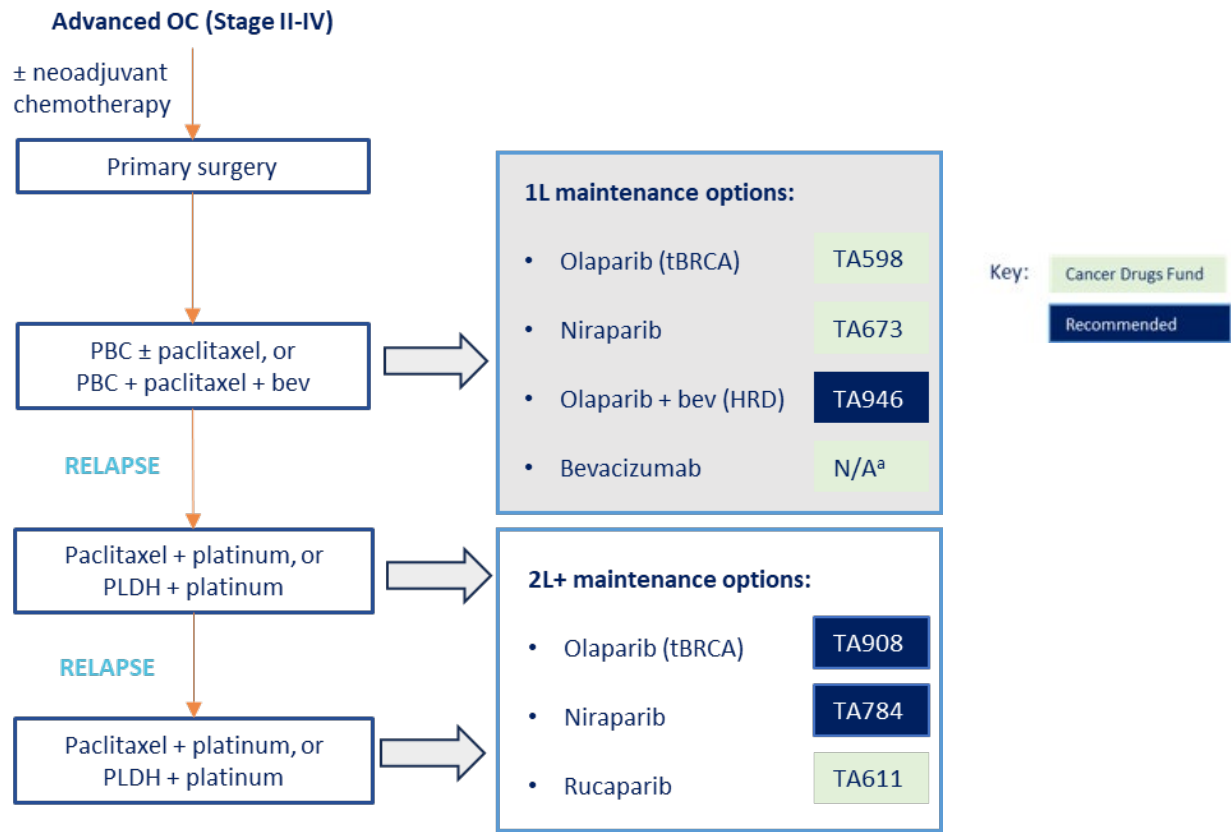 Advanced OC (Stage II-IV)
± neoadjuvant
chemotherapy
Primary surgery
PBC ± paclitaxel, or
PBC + paclitaxel + bev
RELAPSE
Paclitaxel + platinum, or
PLDH + platinum
RELAPSE
Paclitaxel + platinum, or
PLDH + platinum
1L maintenance options:
• Olaparib (tBRCA) TA598
• Niraparib TA673
• Olaparib + bev (HRD) TA946
• Bevacizumab N/Aᵃ
2L+ maintenance options:
• Olaparib (tBRCA) TA908
• Niraparib TA784
• Rucaparib TA611
Key: Cancer Drugs Fund
Recommended